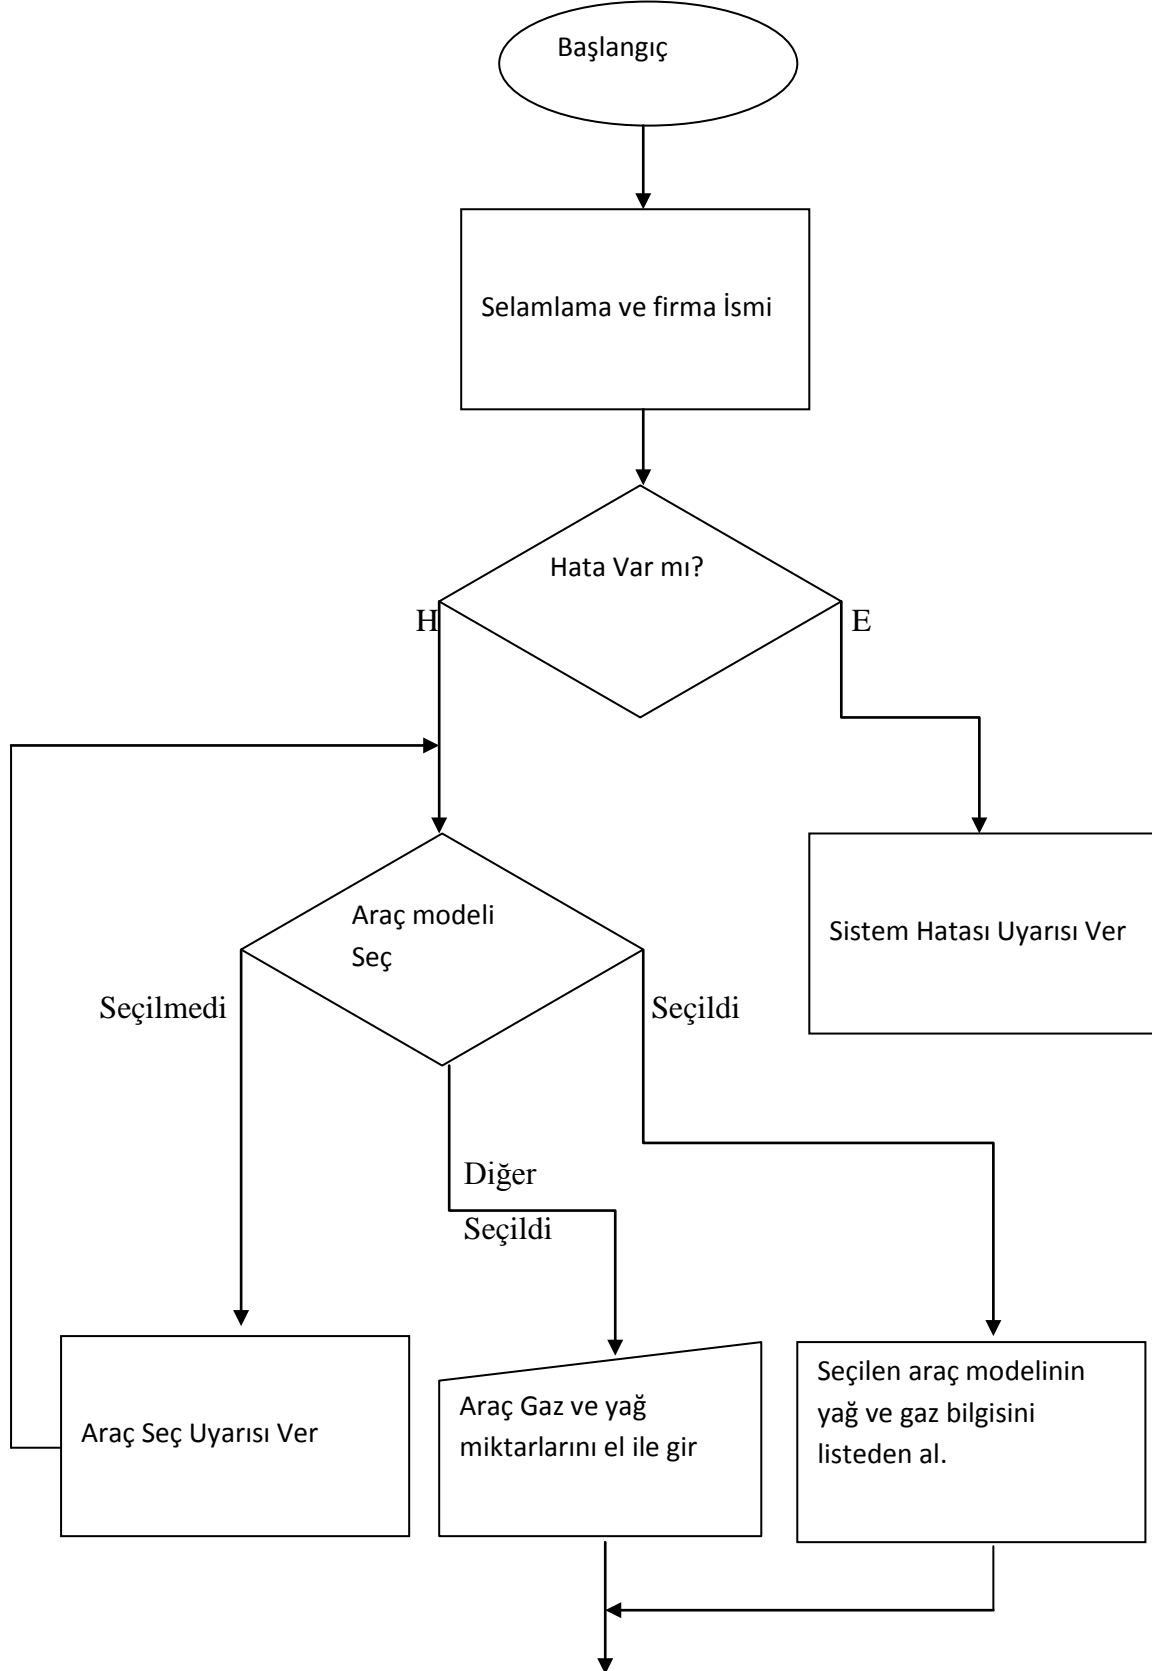 Başlangıç
Selamlama ve firma İsmi
Hata Var mı?
H
E
Araç modeli
Seç
Sistem Hatası Uyarısı Ver
Seçilmedi
Seçildi
Diğer
Seçildi
Araç Seç Uyarısı Ver
Araç Gaz ve yağ
miktarlarını el ile gir
Seçilen araç modelinin
yağ ve gaz bilgisini
listeden al.